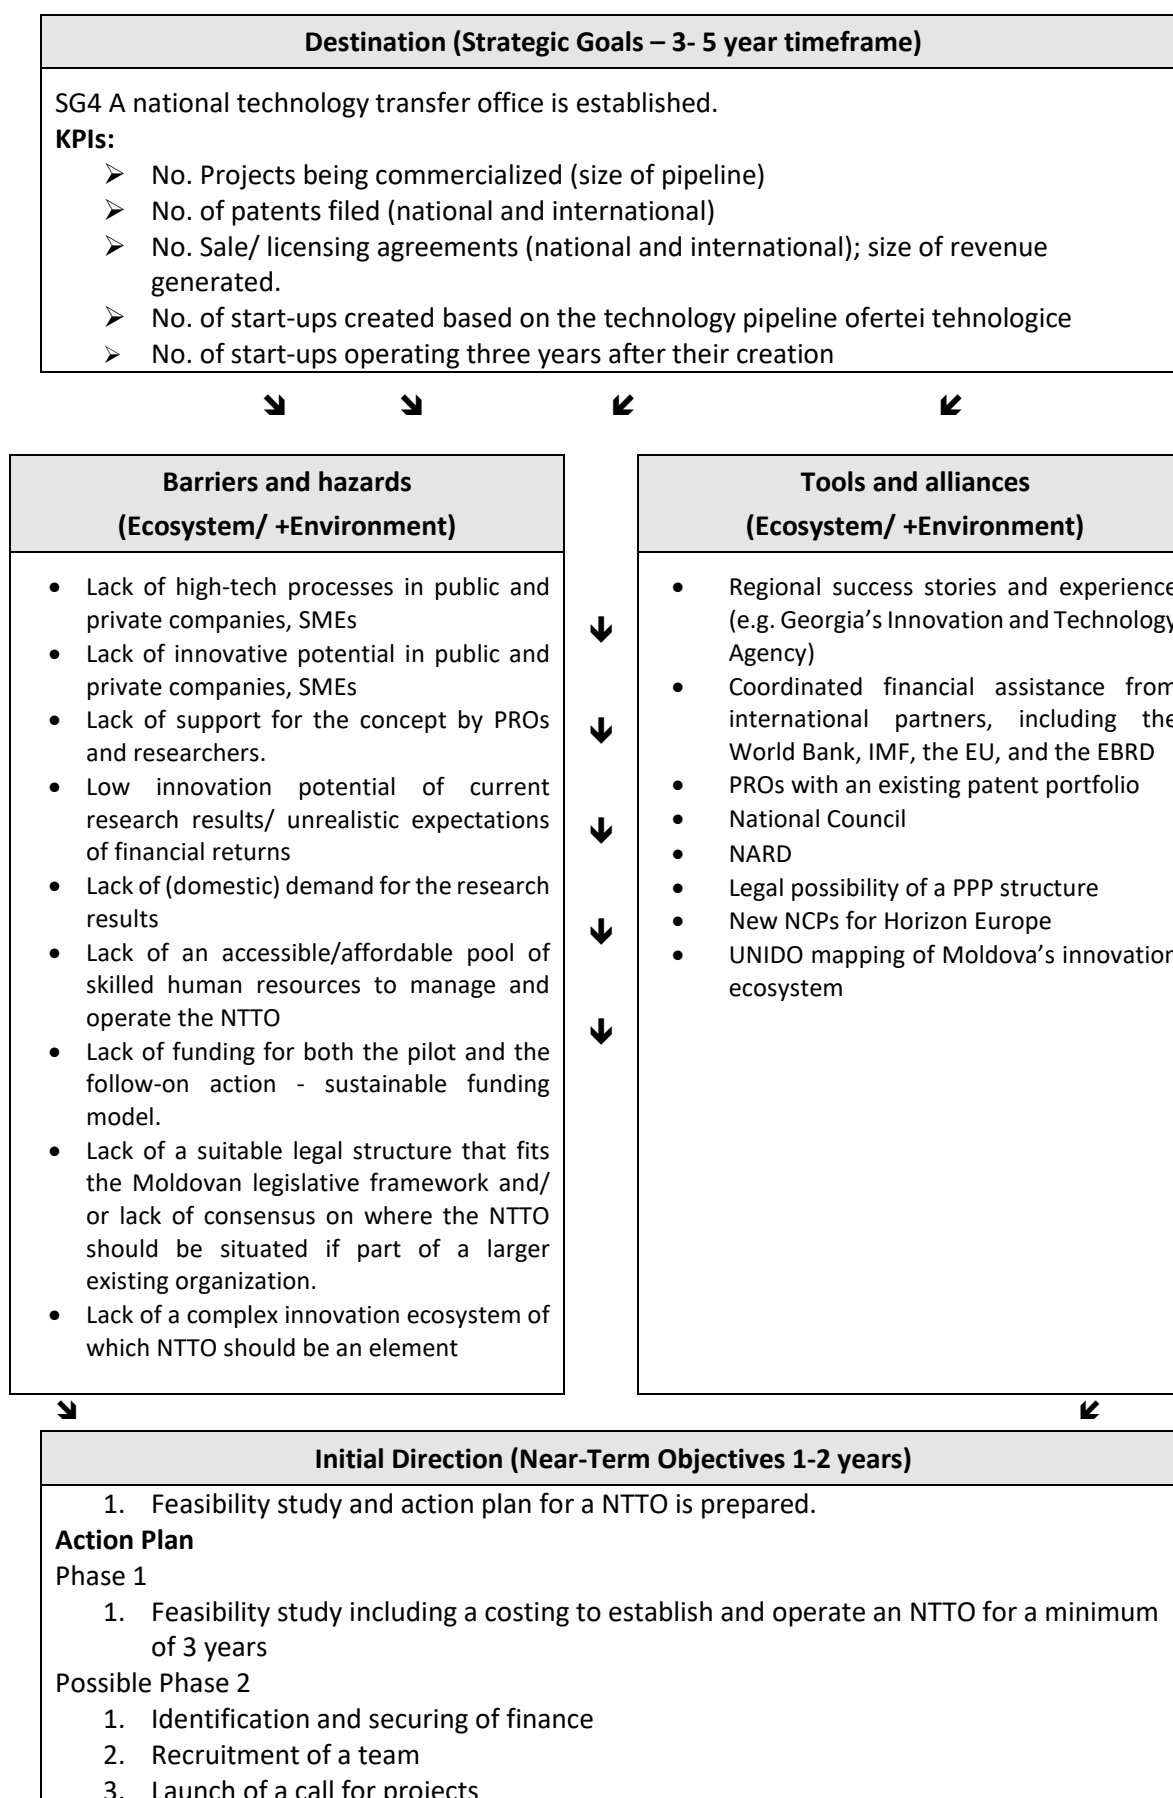 Destination (Strategic Goals – 3- 5 year timeframe)
SG4 A national technology transfer office is established.
KPIs:
➢ No. Projects being commercialized (size of pipeline)
➢ No. of patents filed (national and international)
➢ No. Sale/ licensing agreements (national and international); size of revenue
generated.
➢ No. of start-ups created based on the technology pipeline ofertei tehnologice
➢ No. of start-ups operating three years after their creation
Barriers and hazards
(Ecosystem/ +Environment)
• Lack of high-tech processes in public and
private companies, SMEs
• Lack of innovative potential in public and
private companies, SMEs
• Lack of support for the concept by PROs
and researchers.
• Low innovation potential of current
research results/ unrealistic expectations
of financial returns
• Lack of (domestic) demand for the research
results
• Lack of an accessible/affordable pool of
skilled human resources to manage and
operate the NTTO
• Lack of funding for both the pilot and the
follow-on action - sustainable funding
model.
• Lack of a suitable legal structure that fits
the Moldovan legislative framework and/
or lack of consensus on where the NTTO
should be situated if part of a larger
existing organization.
• Lack of a complex innovation ecosystem of
which NTTO should be an element
Tools and alliances
(Ecosystem/ +Environment)
• Regional success stories and experience
(e.g. Georgia’s Innovation and Technology
Agency)
• Coordinated financial assistance from
international partners, including the
World Bank, IMF, the EU, and the EBRD
• PROs with an existing patent portfolio
• National Council
• NARD
• Legal possibility of a PPP structure
• New NCPs for Horizon Europe
• UNIDO mapping of Moldova’s innovation
ecosystem
Initial Direction (Near-Term Objectives 1-2 years)
1. Feasibility study and action plan for a NTTO is prepared.
Action Plan
Phase 1
1. Feasibility study including a costing to establish and operate an NTTO for a minimum
of 3 years
Possible Phase 2
1. Identification and securing of finance
2. Recruitment of a team
3. Launch of a call for projects